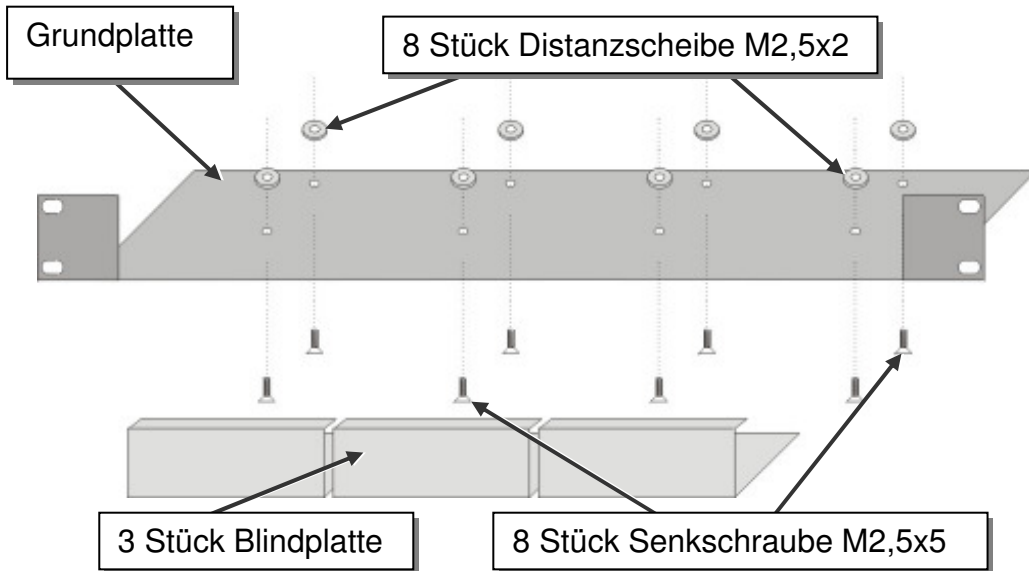 Grundplatte
8 Stück Distanzscheibe M2,5x2
3 Stück Blindplatte
8 Stück Senkschraube M2,5x5